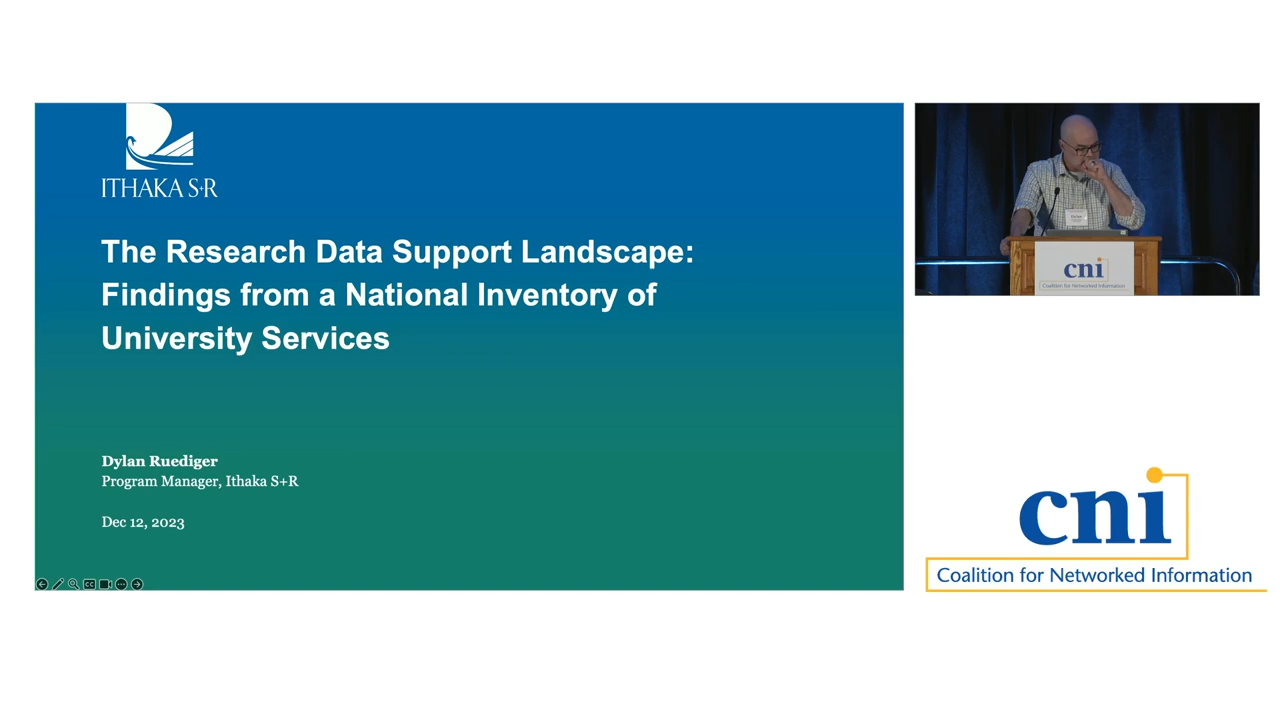 ITHAKA S+R
The Research Data Support Landscape:
Findings from a National Inventory of
University Services
Dylan Ruediger
Program Manager, Ithaka S+R
Dec 12, 2023
CC
cni
Coalition for Networked Information
cni
Coalition for Networked Information